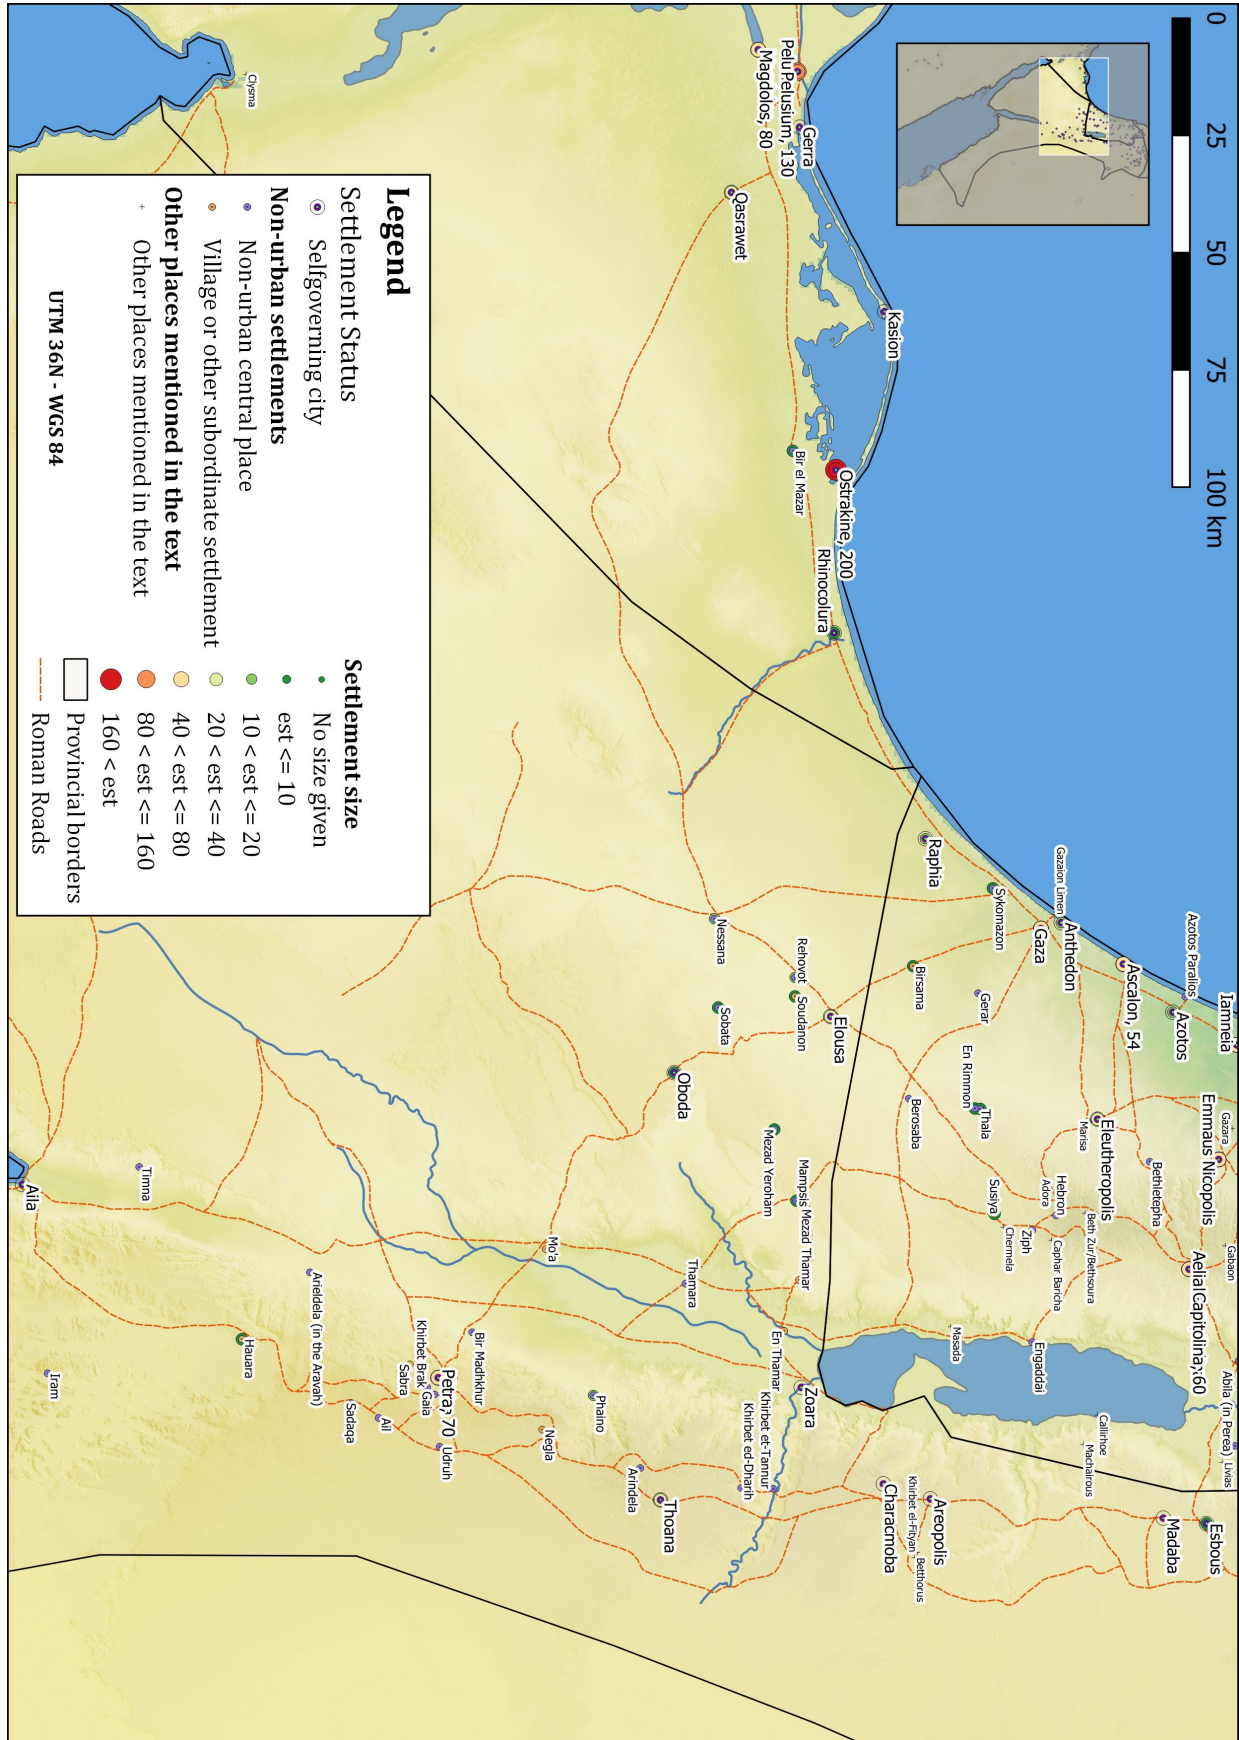 0 25 50 75 100 km
Pelu Pelusium, 130
Magdolos, 80
Gerra
Qasrawet
Kasion
Bir el Mazar
Ostrakine, 200
Rhinocolura
Clysma
Raphia
Sykomazon
Gazaion Limen
Anthedon
Gaza
Ascalon, 54
Azotos Paralios
Azotos
Iamneia
Nessana
Rehovot
Soudanon
Sobata
Birsama
Gerar
Elousa
Oboda
En Rimmon
Thala
Berosaba
Eleutheropolis
Marisa
Emmaus Nicopolis
Gazara
Bethletepha
Hebron
Adora
Susiya
Ziph
Chermela
Caphar Baricha
Beth Zur/Bethsoura
Gabaon
Aelia Capitolina, 60
Mezad Yeroham
Mampsis
Mezad Thamar
Thamara
Mo'a
Timna
Aila
Masada
Engaddai
En Thamar
Zoara
Abila (in Perea)
Livias
Callirhoe
Machairous
Khirbet et-Tannur
Khirbet ed-Dharih
Characmoba
Khirbet el-Fityan
Areopolis
Betthorus
Madaba
Esbous
Phaino
Arindela
Thoana
Negla
Bir Madhkhur
Khirbet Brak
Petra, 70
Gaia
Sabra
Udruh
Ail
Sadaqa
Arieldela (in the Aravah)
Hauara
Iram
Legend
Settlement Status
Selfgoverning city
Non-urban settlements
Non-urban central place
Village or other subordinate settlement
Other places mentioned in the text
Other places mentioned in the text
UTM 36N - WGS 84
Settlement size
No size given
est <= 10
10 < est <= 20
20 < est <= 40
40 < est <= 80
80 < est <= 160
160 < est
Provincial borders
Roman Roads